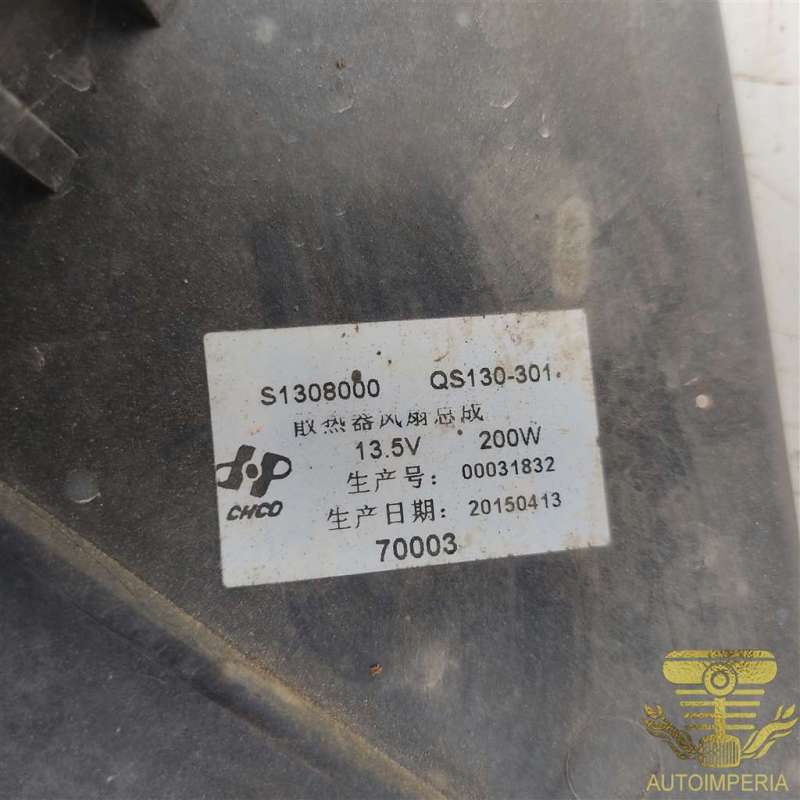 S1308000 QS130-301
散热器风扇总成
13.5V 200W
生产号： 00031832
生产日期： 20150413
70003
CHCD
AUTOIMPERIA